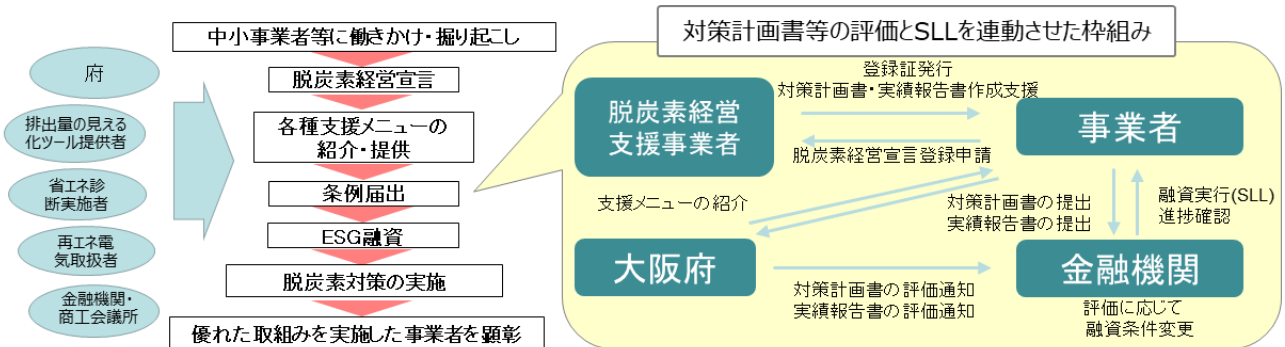 府
排出量の見える
化ツール提供者
省エネ診
断実施者
再エネ電
気取扱者
金融機関・
商工会議所
中小事業者等に働きかけ・掘り起こし
脱炭素経営宣言
各種支援メニューの
紹介・提供
条例届出
ESG融資
脱炭素対策の実施
優れた取組みを実施した事業者を顕彰
対策計画書等の評価とSLLを連動させた枠組み
脱炭素経営
支援事業者
登録証発行
対策計画書・実績報告書作成支援
脱炭素経営宣言登録申請
事業者
支援メニューの紹介
対策計画書の提出
実績報告書の提出
融資実行(SLL)
進捗確認
大阪府
対策計画書の評価通知
実績報告書の評価通知
金融機関
評価に応じて
融資条件変更